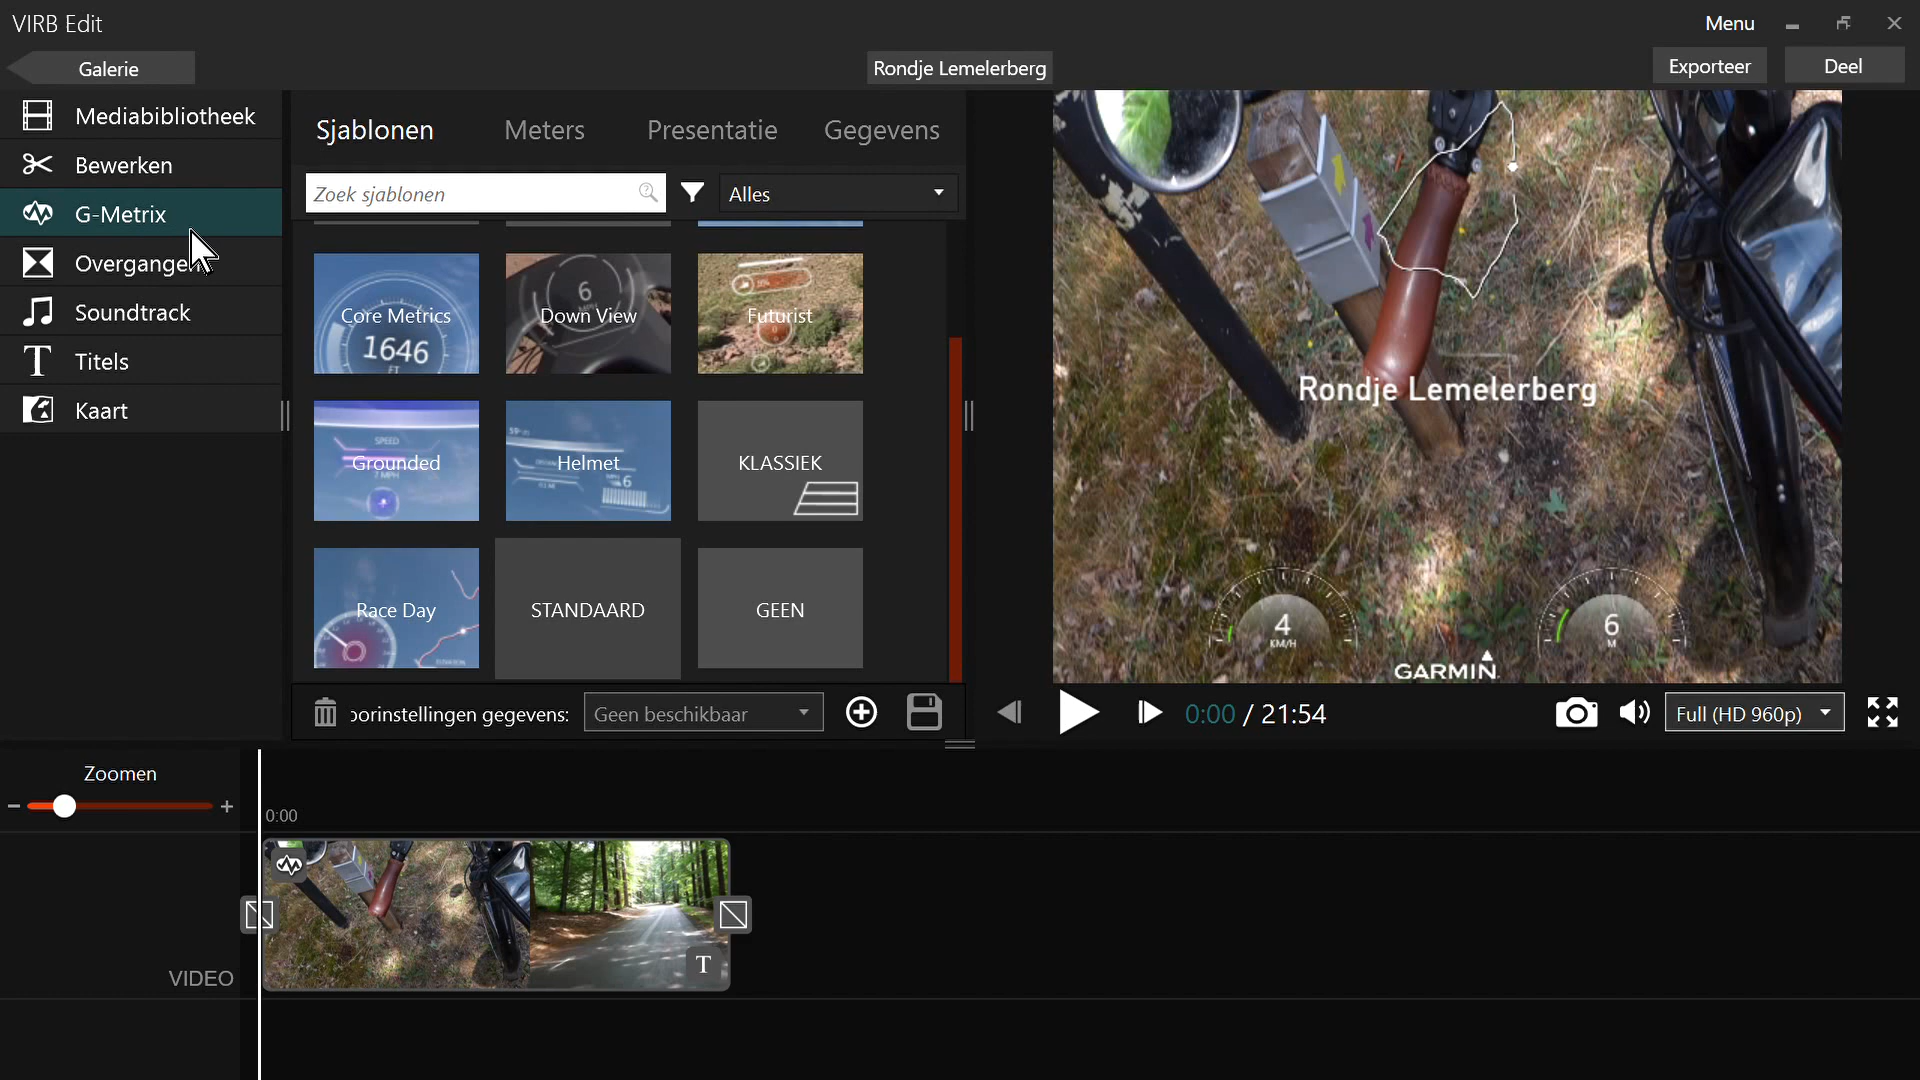 VIRB Edit
Menu
Galerie
Rondje Lemelerberg
Exporteer
Deel
Mediabibliotheek
Bewerken
G-Metrix
Overgange
Soundtrack
Titels
Kaart
Sjablonen
Meters
Presentatie
Gegevens
Zoek sjablonen
Alles
Core Metrics
1646
FT
6
Down View
Futurist
SPEED
Grounded
7 MPH
Helmet
6
KLASSIEK
Race Day
STANDAARD
GEEN
oorinstellingen gegevens:
Geen beschikbaar
Rondje Lemelerberg
4
KM/H
6
M
GARMIN
0:00 / 21:54
Full (HD 960p)
Zoomen
0:00
VIDEO
T